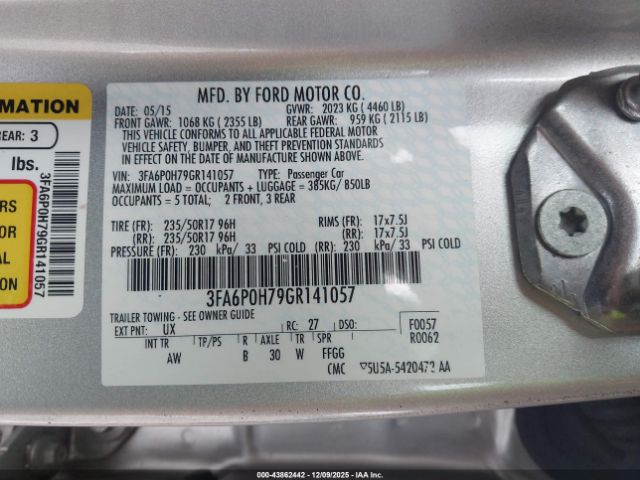 MFD. BY FORD MOTOR CO.
DATE: 05/15 GVWR: 2023 KG ( 4460 LB)
FRONT GAWR: 1068 KG ( 2355 LB) REAR GAWR: 959 KG ( 2115 LB)
THIS VEHICLE CONFORMS TO ALL APPLICABLE FEDERAL MOTOR
VEHICLE SAFETY, BUMPER, AND THEFT PREVENTION STANDARDS
IN EFFECT ON THE DATE OF MANUFACTURE SHOWN ABOVE.
VIN: 3FA6P0H79GR141057 TYPE: Passenger Car
MAXIMUM LOAD = OCCUPANTS + LUGGAGE = 385KG/ 850LB
OCCUPANTS = 5 TOTAL; 2 FRONT, 3 REAR
TIRE (FR): 235/50R17 96H RIMS (FR): 17x7.5J
(RR): 235/50R17 96H (RR): 17x7.5J
PRESSURE (FR): 230 kPa/ 33 PSI COLD (RR): 230 kPa/ 33 PSI COLD
3FA6P0H79GR141057
TRAILER TOWING - SEE OWNER GUIDE
EXT PNT: UX RC: 27 DSO: F0057
R0062
INT TR TP/PS R AXLE TR SPR
AW B 30 W FFGG
CMC 5U5A-5420472 AA
RMATION
REAR: 3
lbs.
RS
OR
AL
TION
3FA6P0H79GR141057
000-43862442 - 12/09/2025 - IAAI.COM